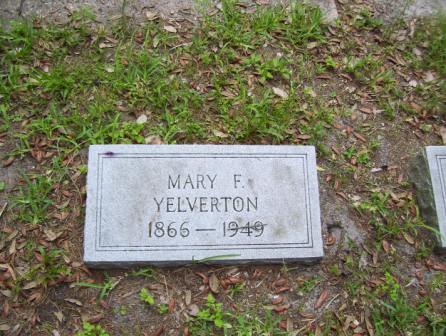 MARY F.
YELVERTON
1866 — 1949